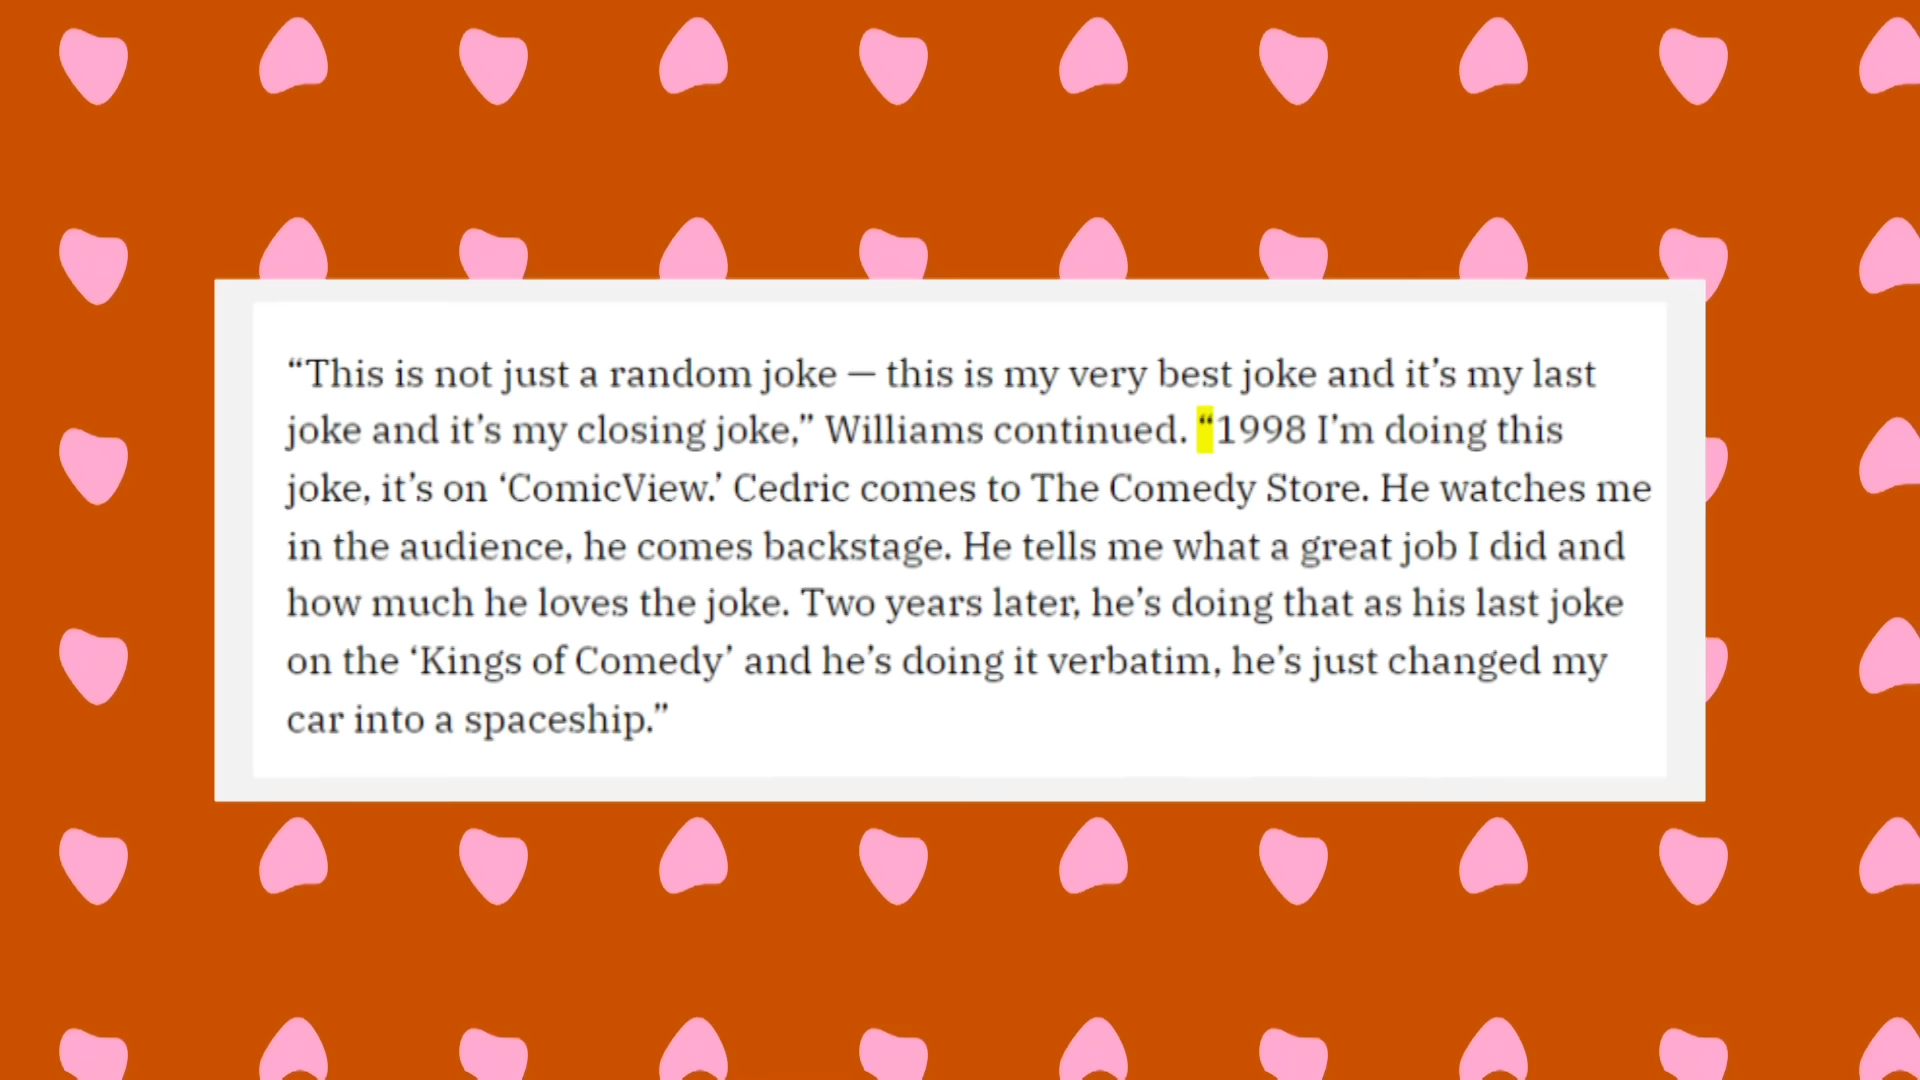 “This is not just a random joke — this is my very best joke and it’s my last
joke and it’s my closing joke,” Williams continued. “1998 I’m doing this
joke, it’s on ‘ComicView.’ Cedric comes to The Comedy Store. He watches me
in the audience, he comes backstage. He tells me what a great job I did and
how much he loves the joke. Two years later, he’s doing that as his last joke
on the ‘Kings of Comedy’ and he’s doing it verbatim, he’s just changed my
car into a spaceship.”